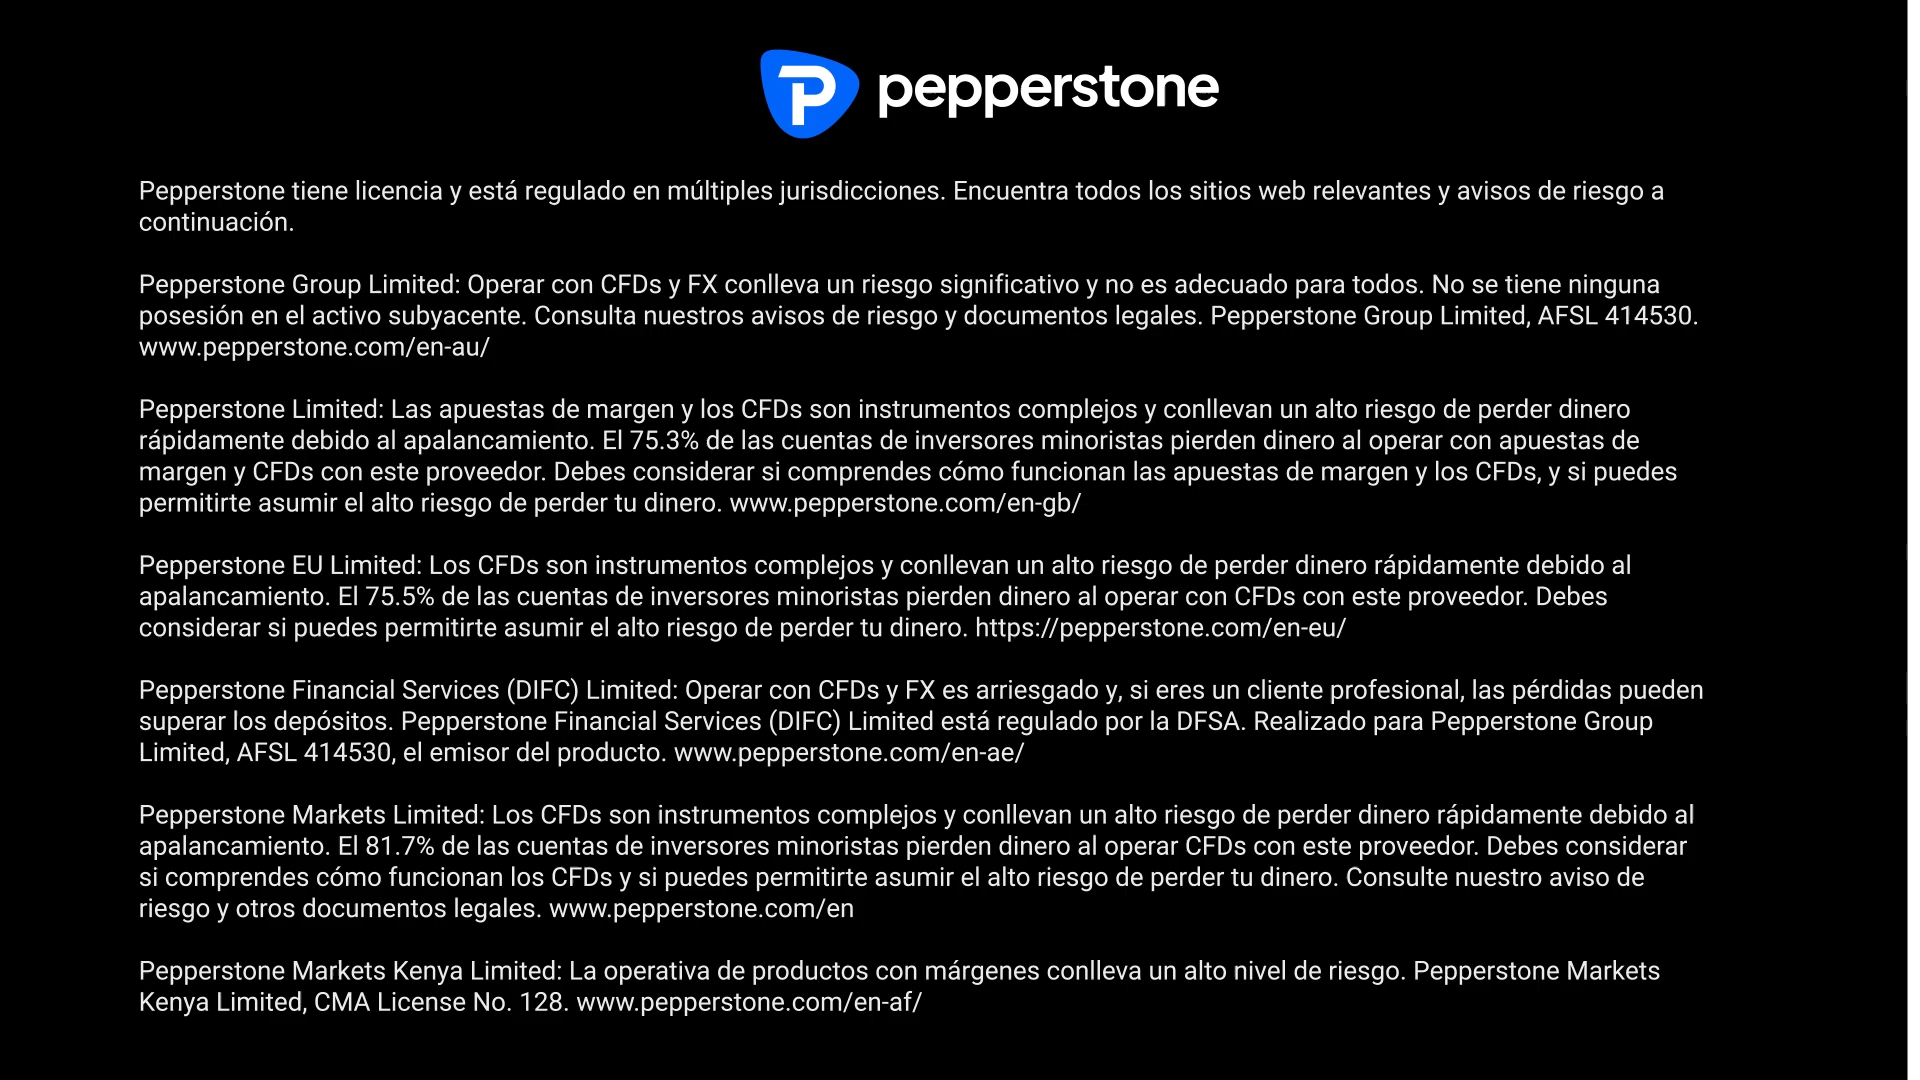 pepperstone
Pepperstone tiene licencia y está regulado en múltiples jurisdicciones. Encuentra todos los sitios web relevantes y avisos de riesgo a
continuación.
Pepperstone Group Limited: Operar con CFDs y FX conlleva un riesgo significativo y no es adecuado para todos. No se tiene ninguna
posesión en el activo subyacente. Consulta nuestros avisos de riesgo y documentos legales. Pepperstone Group Limited, AFSL 414530.
www.pepperstone.com/en-au/
Pepperstone Limited: Las apuestas de margen y los CFDs son instrumentos complejos y conllevan un alto riesgo de perder dinero
rápidamente debido al apalancamiento. El 75.3% de las cuentas de inversores minoristas pierden dinero al operar con apuestas de
margen y CFDs con este proveedor. Debes considerar si comprendes cómo funcionan las apuestas de margen y los CFDs, y si puedes
permitirte asumir el alto riesgo de perder tu dinero. www.pepperstone.com/en-gb/
Pepperstone EU Limited: Los CFDs son instrumentos complejos y conllevan un alto riesgo de perder dinero rápidamente debido al
apalancamiento. El 75.5% de las cuentas de inversores minoristas pierden dinero al operar con CFDs con este proveedor. Debes
considerar si puedes permitirte asumir el alto riesgo de perder tu dinero. https://pepperstone.com/en-eu/
Pepperstone Financial Services (DIFC) Limited: Operar con CFDs y FX es arriesgado y, si eres un cliente profesional, las pérdidas pueden
superar los depósitos. Pepperstone Financial Services (DIFC) Limited está regulado por la DFSA. Realizado para Pepperstone Group
Limited, AFSL 414530, el emisor del producto. www.pepperstone.com/en-ae/
Pepperstone Markets Limited: Los CFDs son instrumentos complejos y conllevan un alto riesgo de perder dinero rápidamente debido al
apalancamiento. El 81.7% de las cuentas de inversores minoristas pierden dinero al operar CFDs con este proveedor. Debes considerar
si comprendes cómo funcionan los CFDs y si puedes permitirte asumir el alto riesgo de perder tu dinero. Consulte nuestro aviso de
riesgo y otros documentos legales. www.pepperstone.com/en
Pepperstone Markets Kenya Limited: La operativa de productos con márgenes conlleva un alto nivel de riesgo. Pepperstone Markets
Kenya Limited, CMA License No. 128. www.pepperstone.com/en-af/